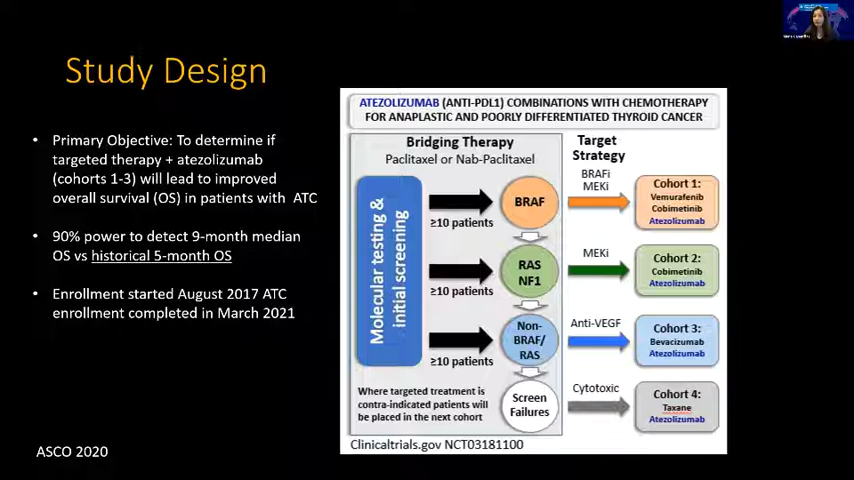 Study Design
• Primary Objective: To determine if
targeted therapy + atezolizumab
(cohorts 1-3) will lead to improved
overall survival (OS) in patients with ATC
• 90% power to detect 9-month median
OS vs historical 5-month OS
• Enrollment started August 2017 ATC
enrollment completed in March 2021
ASCO 2020
ATEZOLIZUMAB (ANTI-PDL1) COMBINATIONS WITH CHEMOTHERAPY
FOR ANAPLASTIC AND POORLY DIFFERENTIATED THYROID CANCER
Bridging Therapy
Paclitaxel or Nab-Paclitaxel
Target
Strategy
Molecular testing &
initial screening
≥10 patients
BRAF
BRAFi
MEKi
Cohort 1:
Vemurafenib
Cobimetinib
Atezolizumab
≥10 patients
RAS
NF1
MEKi
Cohort 2:
Cobimetinib
Atezolizumab
≥10 patients
Non-
BRAF/
RAS
Anti-VEGF
Cohort 3:
Bevacizumab
Atezolizumab
Where targeted treatment is
contra-indicated patients will
be placed in the next cohort
Screen
Failures
Cytotoxic
Cohort 4:
Taxane
Atezolizumab
Clinicaltrials.gov NCT03181100